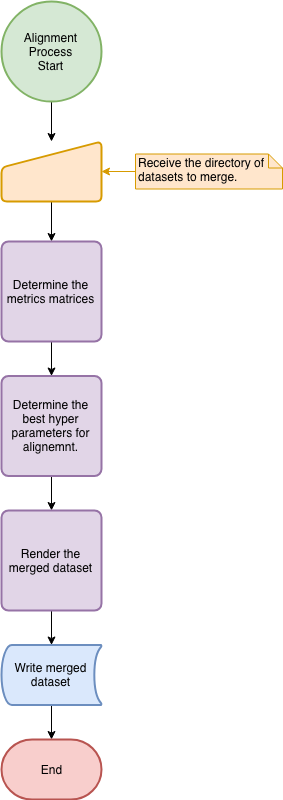 Alignment
Process
Start
Receive the directory of
datasets to merge.
Determine the
metrics matrices
Determine the
best hyper
parameters for
alignemnt.
Render the
merged dataset
Write merged
dataset
End